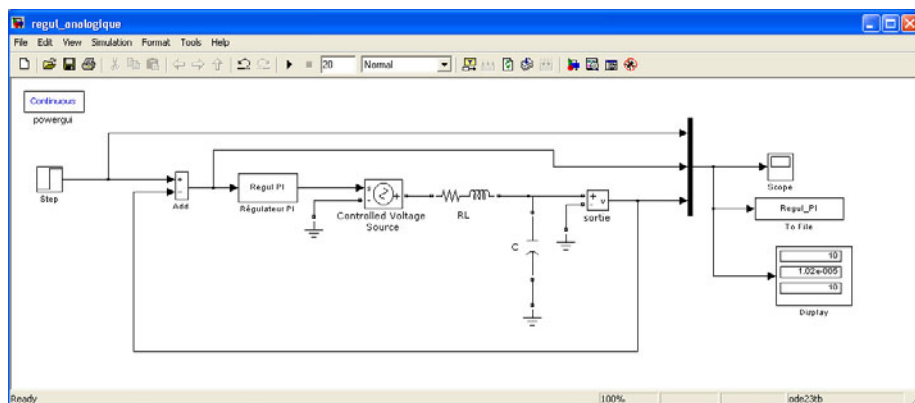 regul_analogique
File Edit View Simulation Format Tools Help
20 Normal
Continuous
powergui
Step
Add
Regul PI
Régulateur PI
s
Controlled Voltage
Source
RL
C
v
sortie
Scope
Regul_PI
To File
10
1.02e-005
10
Display
Ready 100% ode23tb